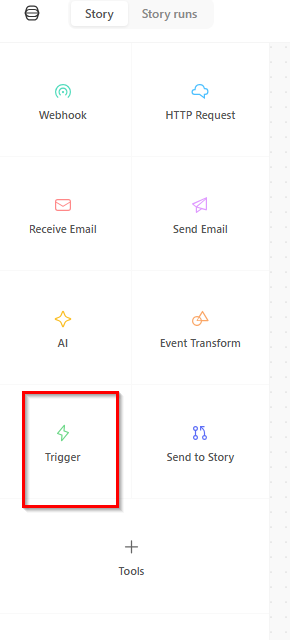 Story Story runs
Webhook HTTP Request
Receive Email Send Email
AI Event Transform
Trigger Send to Story
Tools